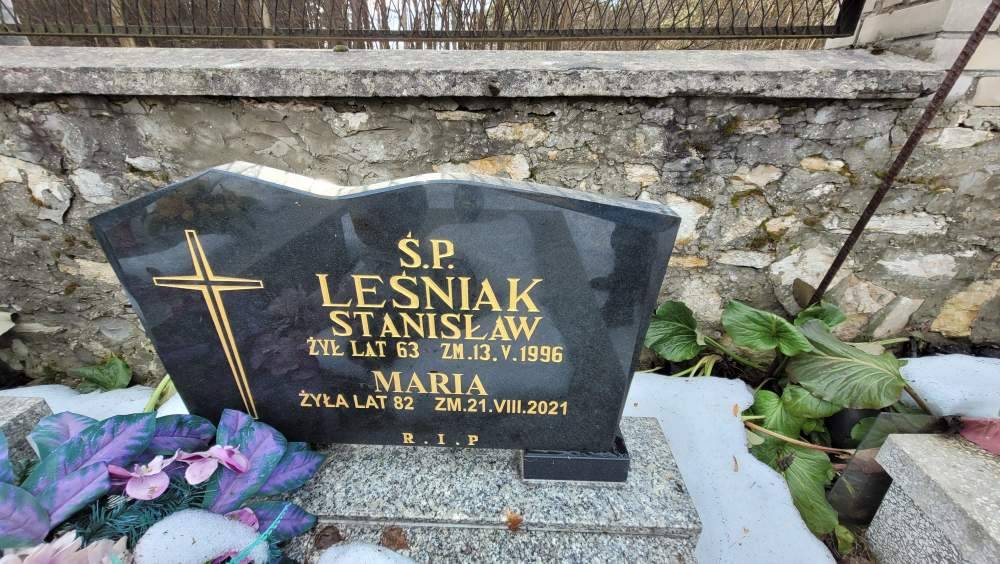 Ś.P.
LEŚNIAK
STANISŁAW
ŻYŁ LAT 63 ZM.13.V.1996
MARIA
ŻYŁA LAT 82 ZM.21.VIII.2021
R.I.P